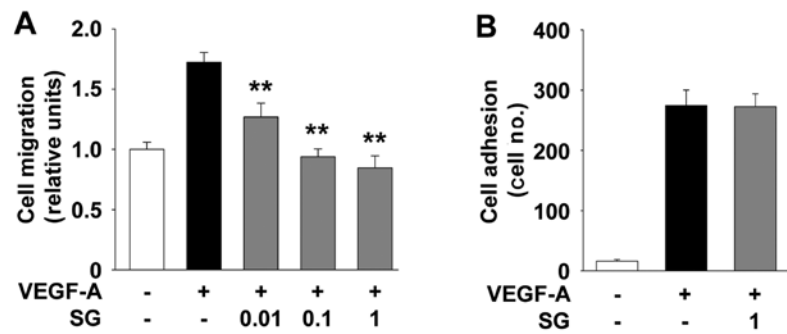 A
Cell migration
(relative units)
2.0
1.5
1.0
0.5
0
**
**
**
VEGF-A - + + + +
SG - - 0.01 0.1 1
B
Cell adhesion
(cell no.)
400
300
200
100
0
VEGF-A - + +
SG - - 1